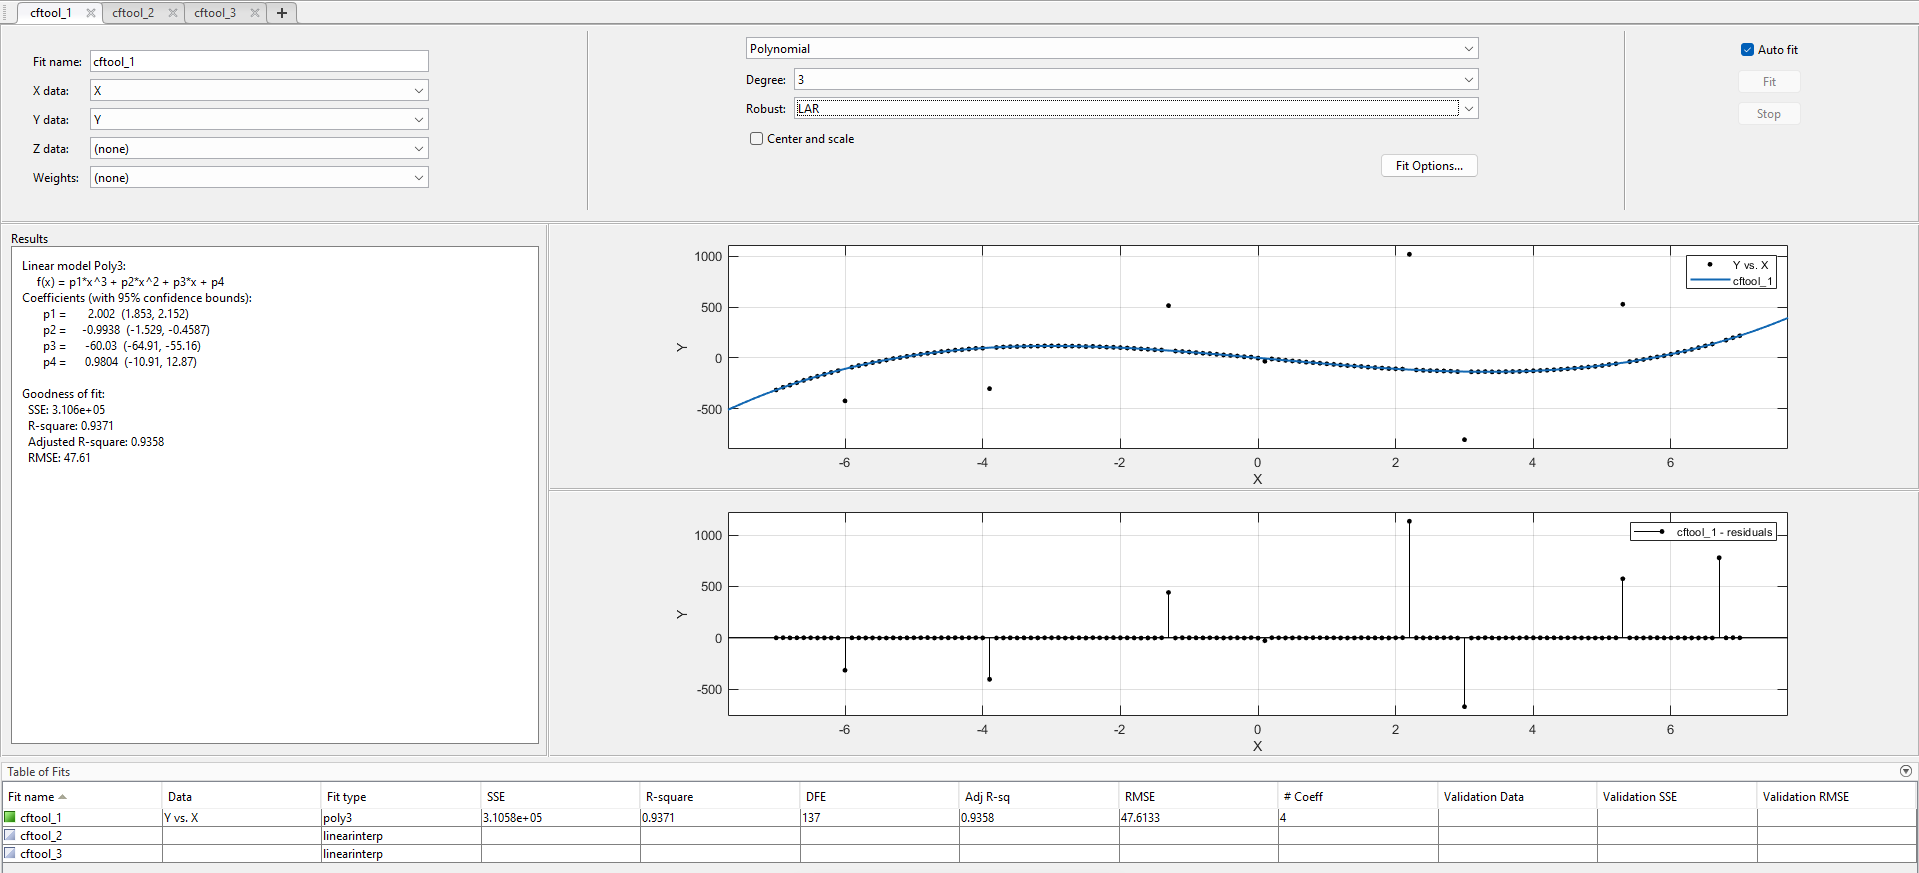 cftool_1
cftool_2
cftool_3
+
Fit name: cftool_1
X data: X
Y data: Y
Z data: (none)
Weights: (none)
Polynomial
Degree: 3
Robust: LAR
Center and scale
Fit Options...
Auto fit
Fit
Stop
Results
Linear model Poly3:
f(x) = p1*x^3 + p2*x^2 + p3*x + p4
Coefficients (with 95% confidence bounds):
p1 = 2.002 (1.853, 2.152)
p2 = -0.9938 (-1.529, -0.4587)
p3 = -60.03 (-64.91, -55.16)
p4 = 0.9804 (-10.91, 12.87)
Goodness of fit:
SSE: 3.106e+05
R-square: 0.9371
Adjusted R-square: 0.9358
RMSE: 47.61
1000
500
0
-500
Y
-6 -4 -2 0 2 4 6
X
Y vs. X
cftool_1
1000
500
0
-500
Y
-6 -4 -2 0 2 4 6
X
cftool_1 - residuals
Table of Fits
Fit name Data Fit type SSE R-square DFE Adj R-sq RMSE # Coeff Validation Data Validation SSE Validation RMSE
cftool_1 Y vs. X poly3 3.1058e+05 0.9371 137 0.9358 47.6133 4
cftool_2 linearinterp
cftool_3 linearinterp